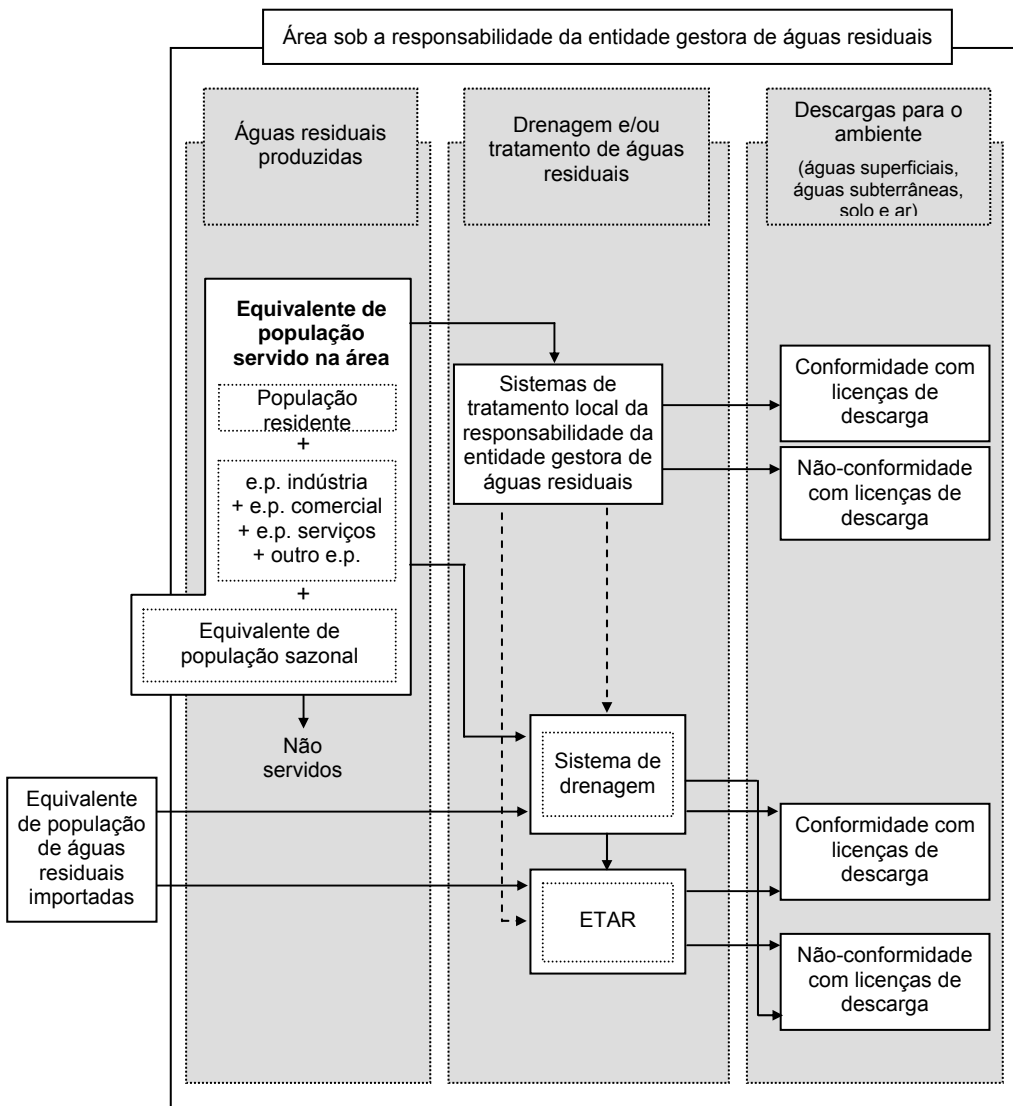 Área sob a responsabilidade da entidade gestora de águas residuais
Águas residuais
produzidas
Drenagem e/ou
tratamento de águas
residuais
Descargas para o
ambiente
(águas superficiais,
águas subterrâneas,
solo e ar)
Equivalente de
população
servido na área
População
residente
+
e.p. indústria
+ e.p. comercial
+ e.p. serviços
+ outro e.p.
+
Equivalente de
população sazonal
Não
servidos
Sistemas de
tratamento local da
responsabilidade da
entidade gestora de
águas residuais
Conformidade com
licenças de
descarga
Não-conformidade
com licenças de
descarga
Equivalente
de população
de águas
residuais
importadas
Sistema de
drenagem
ETAR
Conformidade com
licenças de
descarga
Não-conformidade
com licenças de
descarga